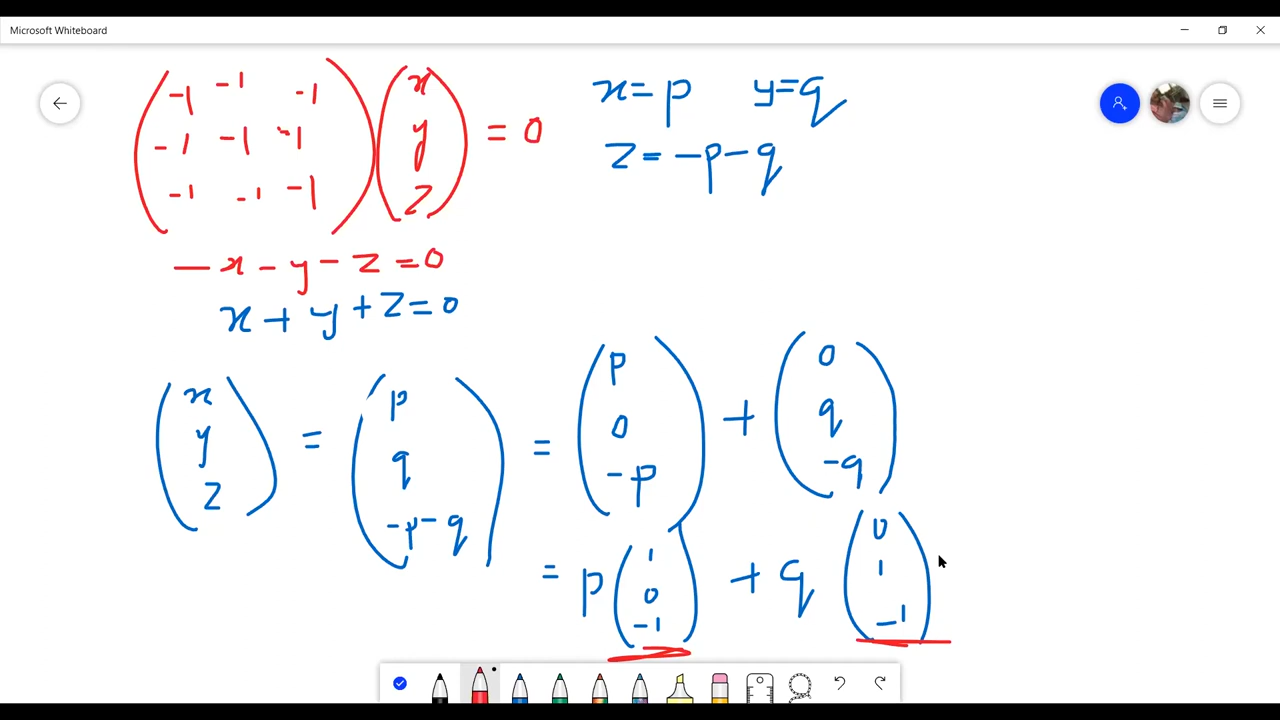 Microsoft Whiteboard
(-1 -1 -1) (x)
(-1 -1 -1) (y) = 0
(-1 -1 -1) (z)
x = p y = q
z = -p - q
-x - y - z = 0
x + y + z = 0
(x) (p) (p) (0)
(y) = (q) = (0) + (q)
(z) (-p - q) (-p) (-q)
(1) (0)
= p (0) + q (1)
(-1) (-1)